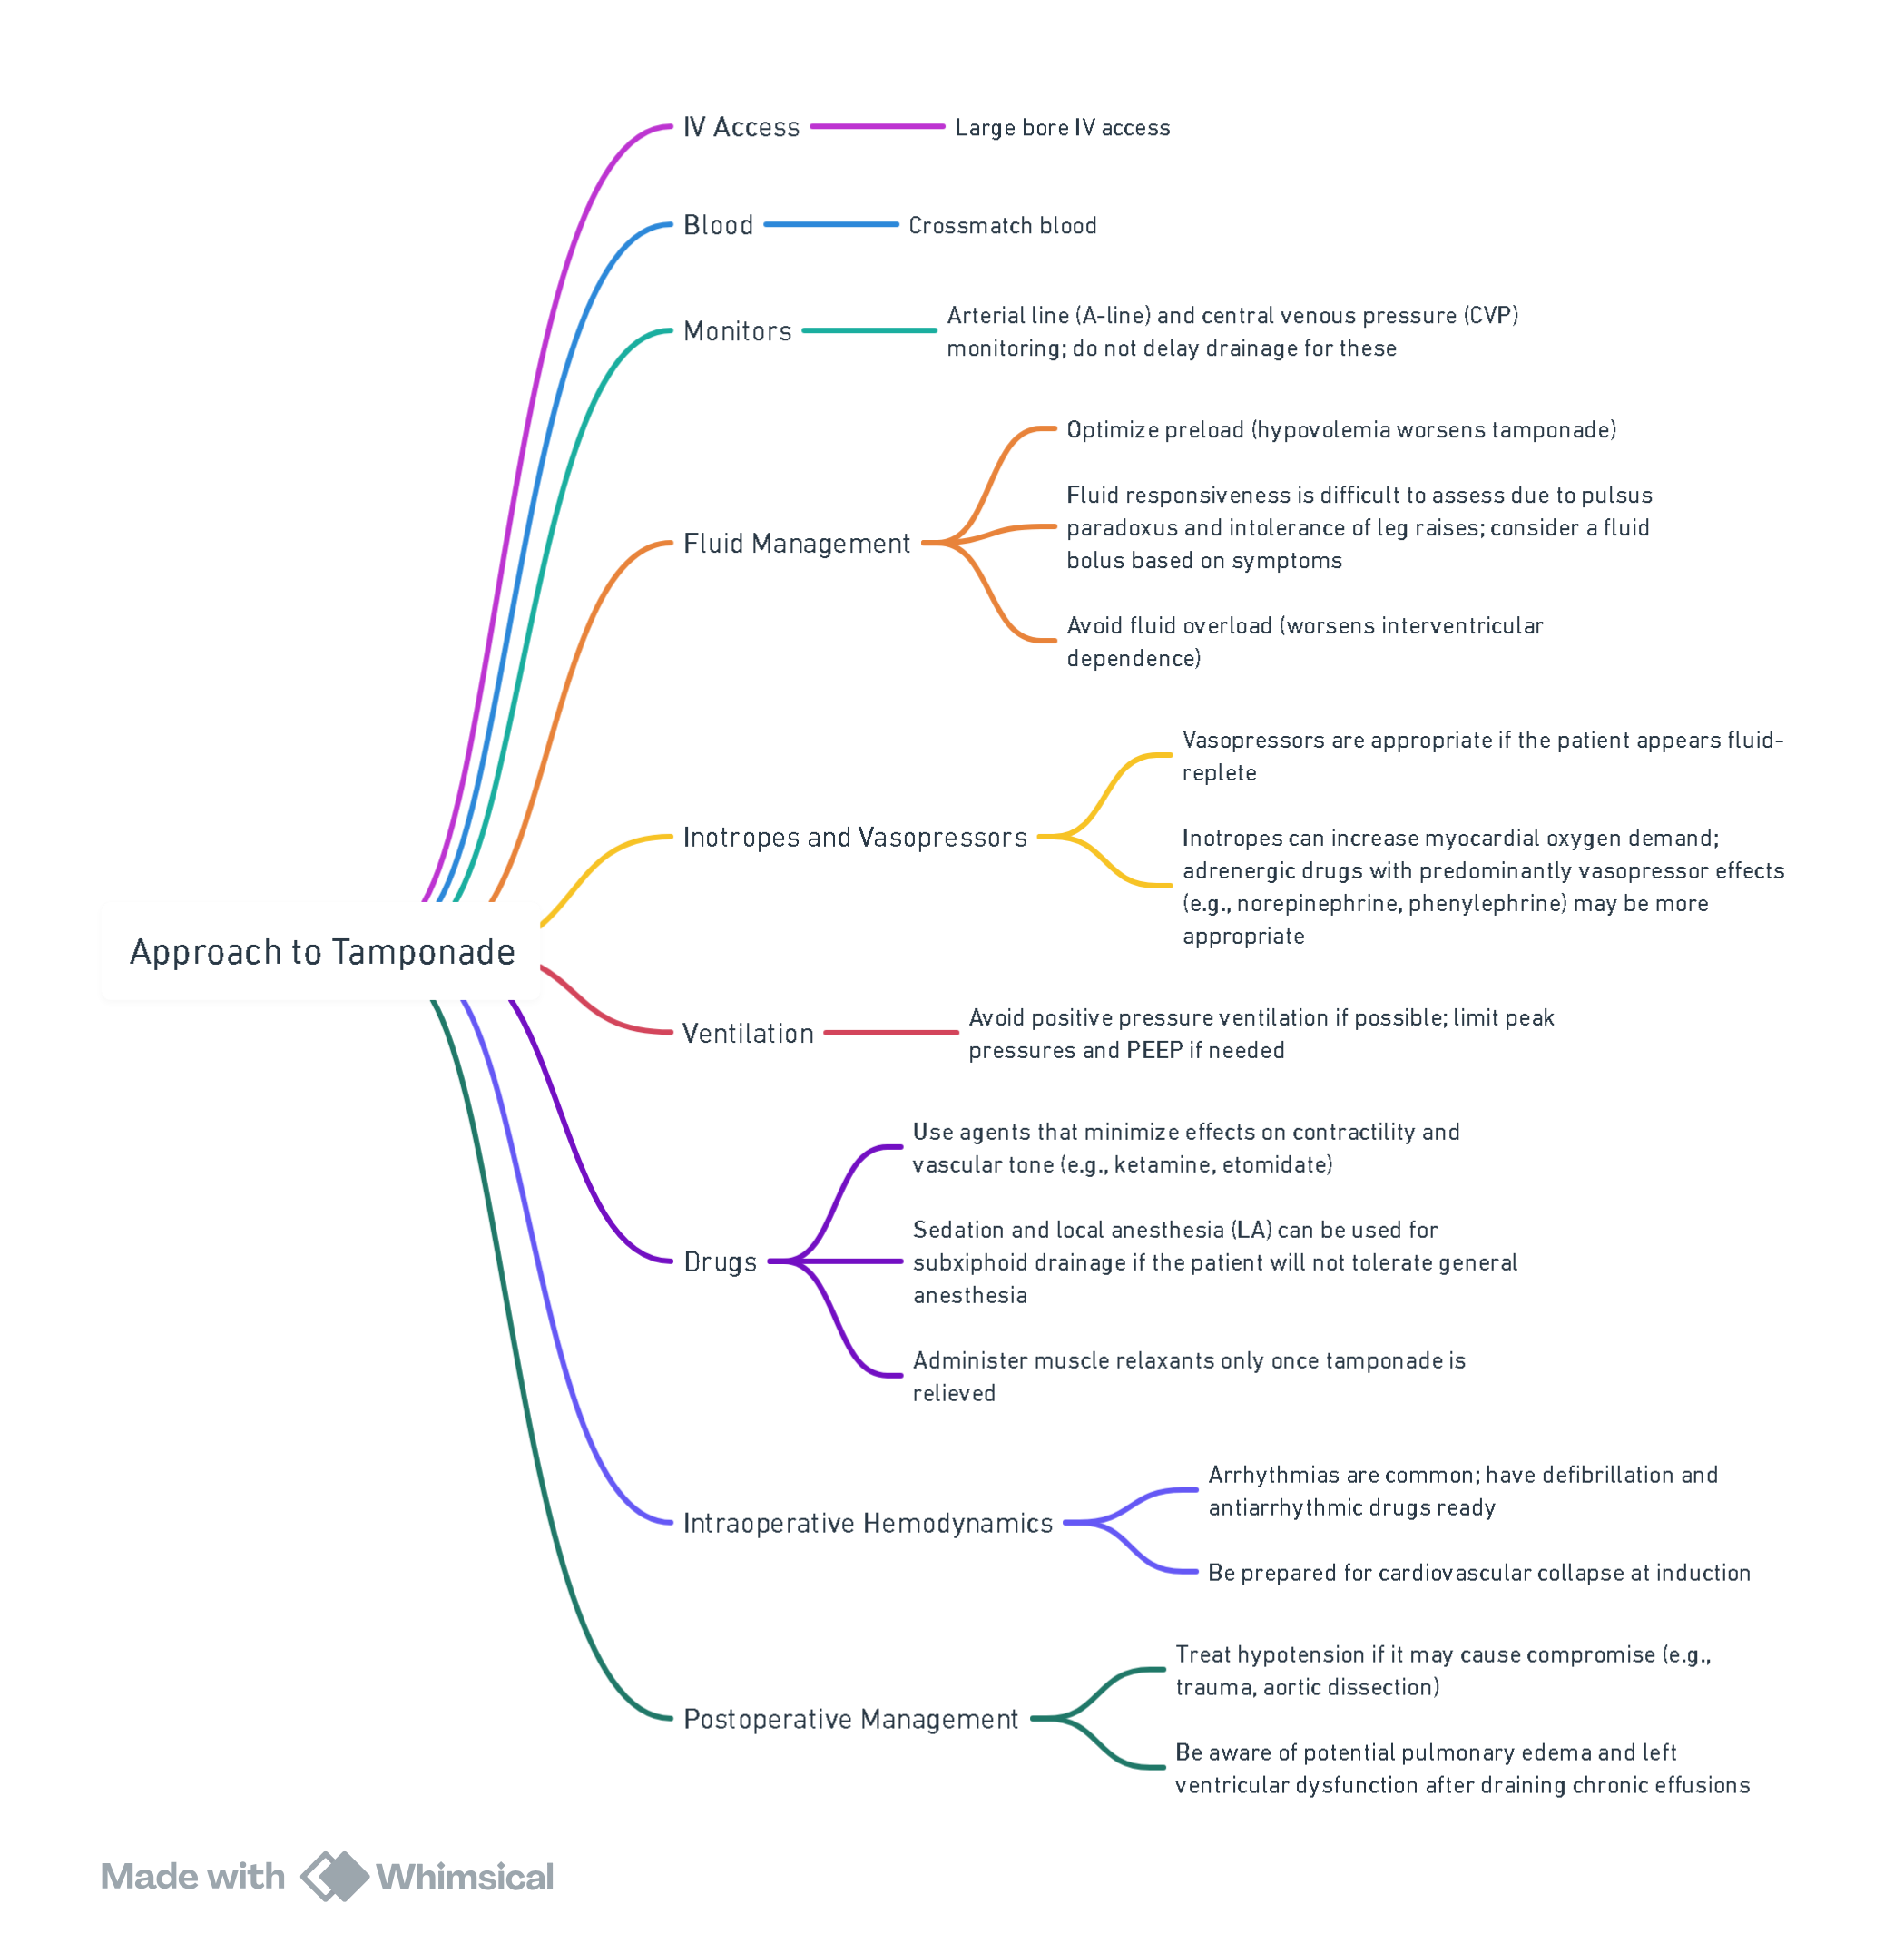 IV Access
Large bore IV access
Blood
Crossmatch blood
Monitors
Arterial line (A-line) and central venous pressure (CVP)
monitoring; do not delay drainage for these
Fluid Management
Optimize preload (hypovolemia worsens tamponade)
Fluid responsiveness is difficult to assess due to pulsus
paradoxus and intolerance of leg raises; consider a fluid
bolus based on symptoms
Avoid fluid overload (worsens interventricular
dependence)
Inotropes and Vasopressors
Vasopressors are appropriate if the patient appears fluid-
replete
Inotropes can increase myocardial oxygen demand;
adrenergic drugs with predominantly vasopressor effects
(e.g., norepinephrine, phenylephrine) may be more
appropriate
Approach to Tamponade
Ventilation
Avoid positive pressure ventilation if possible; limit peak
pressures and PEEP if needed
Drugs
Use agents that minimize effects on contractility and
vascular tone (e.g., ketamine, etomidate)
Sedation and local anesthesia (LA) can be used for
subxiphoid drainage if the patient will not tolerate general
anesthesia
Administer muscle relaxants only once tamponade is
relieved
Intraoperative Hemodynamics
Arrhythmias are common; have defibrillation and
antiarrhythmic drugs ready
Be prepared for cardiovascular collapse at induction
Postoperative Management
Treat hypotension if it may cause compromise (e.g.,
trauma, aortic dissection)
Be aware of potential pulmonary edema and left
ventricular dysfunction after draining chronic effusions
Made with Whimsical